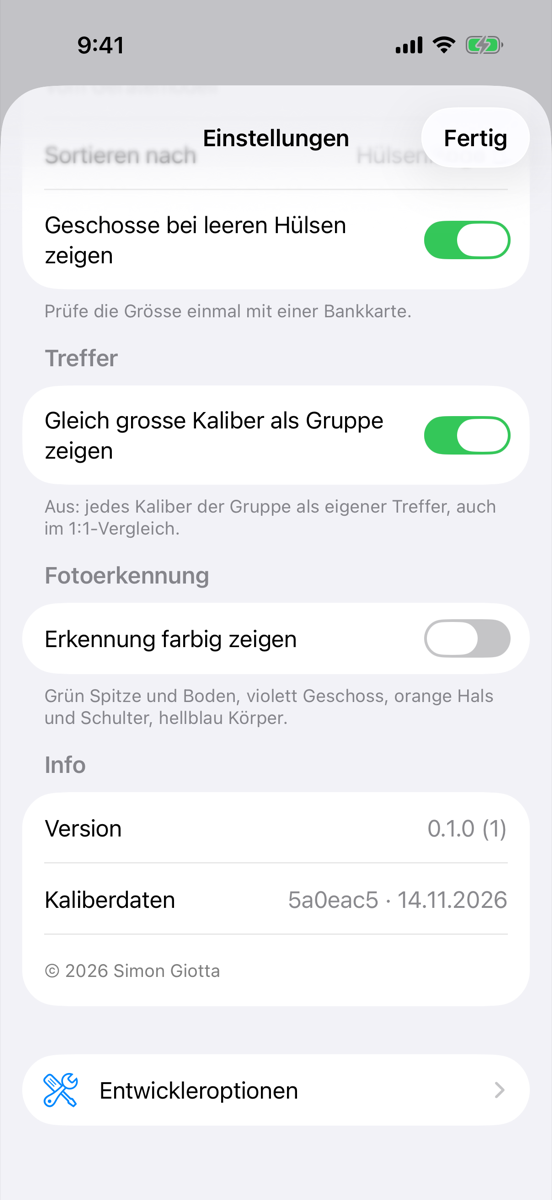 9:41
Einstellungen
Fertig
Sortieren nach
Geschosse bei leeren Hülsen
zeigen
Prüfe die Grösse einmal mit einer Bankkarte.
Treffer
Gleich grosse Kaliber als Gruppe
zeigen
Aus: jedes Kaliber der Gruppe als eigener Treffer, auch
im 1:1-Vergleich.
Fotoerkennung
Erkennung farbig zeigen
Grün Spitze und Boden, violett Geschoss, orange Hals
und Schulter, hellblau Körper.
Info
Version 0.1.0 (1)
Kaliberdaten 5a0eac5 · 14.11.2026
© 2026 Simon Giotta
Entwickleroptionen